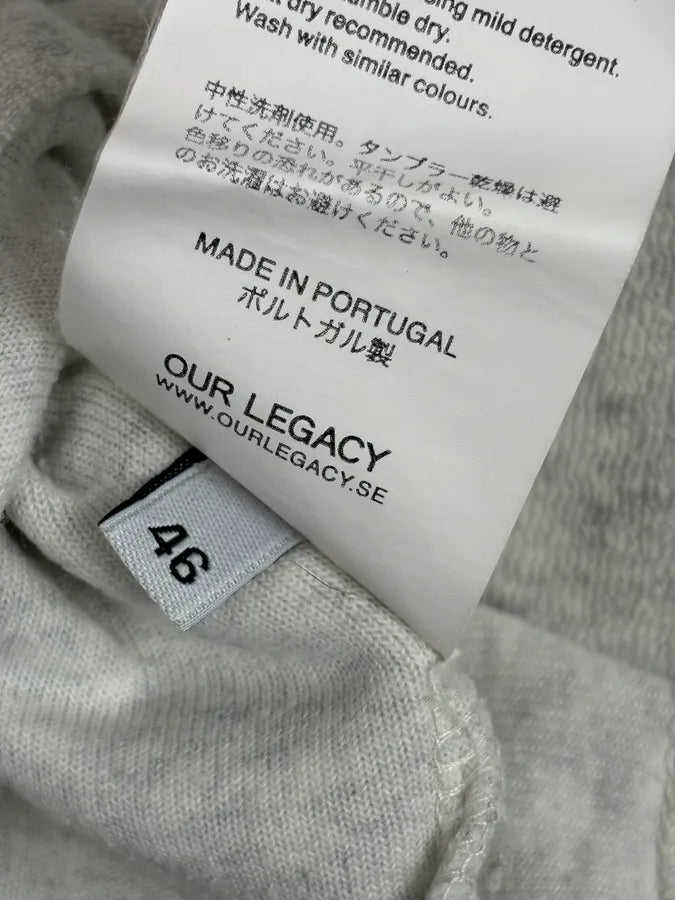 using mild detergent.
tumble dry.
dry recommended.
Wash with similar colours.
中性洗剤使用。タンブラー乾燥は避
けてください。平干しがよい。
色移りの恐れがあるので、他の物と
のお洗濯はお避けください。
MADE IN PORTUGAL
ポルトガル製
OUR LEGACY
WWW.OURLEGACY.SE
46